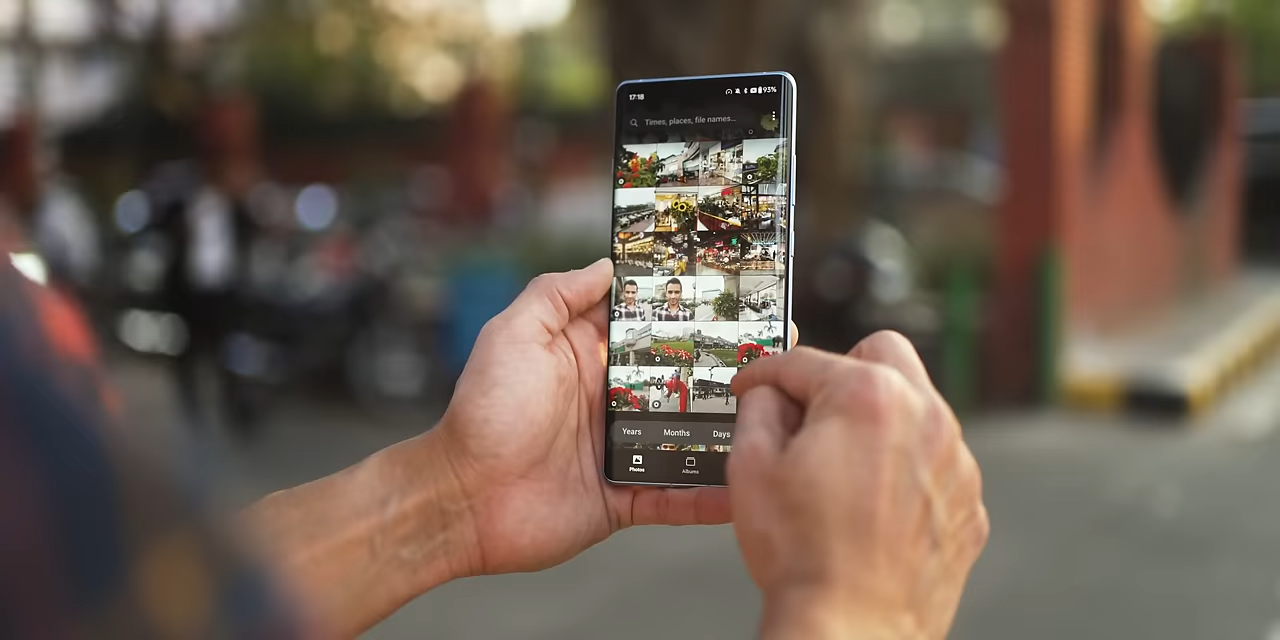 17:18
93%
Times, places, file names...
Years Months Days
Photos Albums